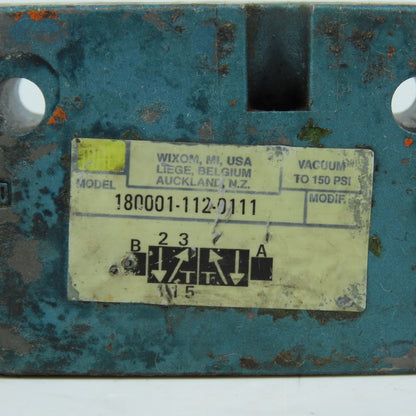 WIXOM, MI, USA
LIEGE, BELGIUM
AUCKLAND, N.Z.
VACUUM
TO 150 PSI
MODEL
MODIF.
180001-112-0111
B 2 3 A
1 5